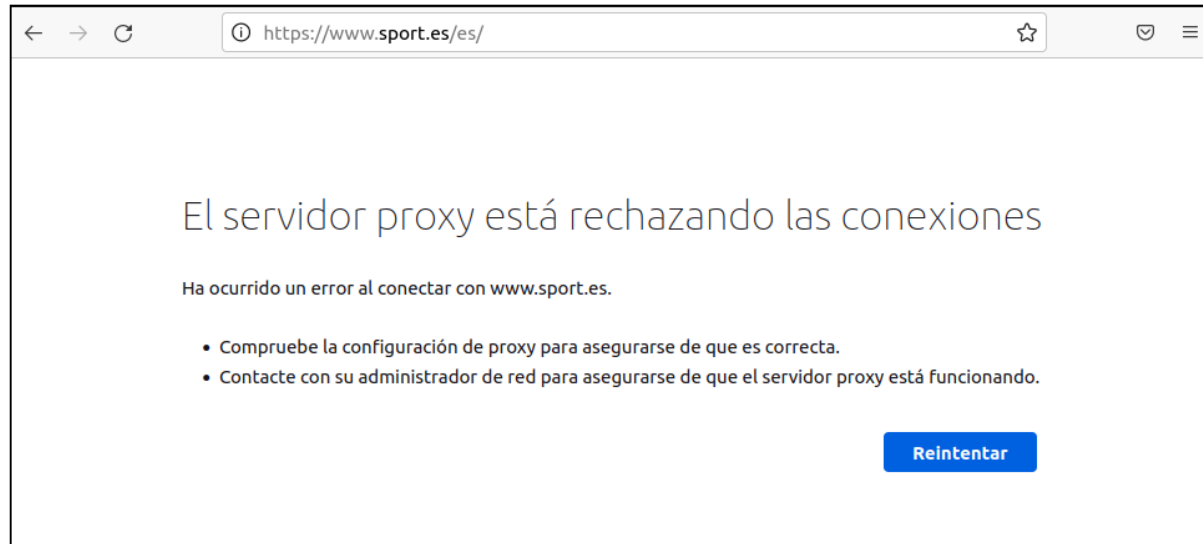 https://www.sport.es/es/
El servidor proxy está rechazando las conexiones
Ha ocurrido un error al conectar con www.sport.es.
• Compruebe la configuración de proxy para asegurarse de que es correcta.
• Contacte con su administrador de red para asegurarse de que el servidor proxy está funcionando.
Reintentar